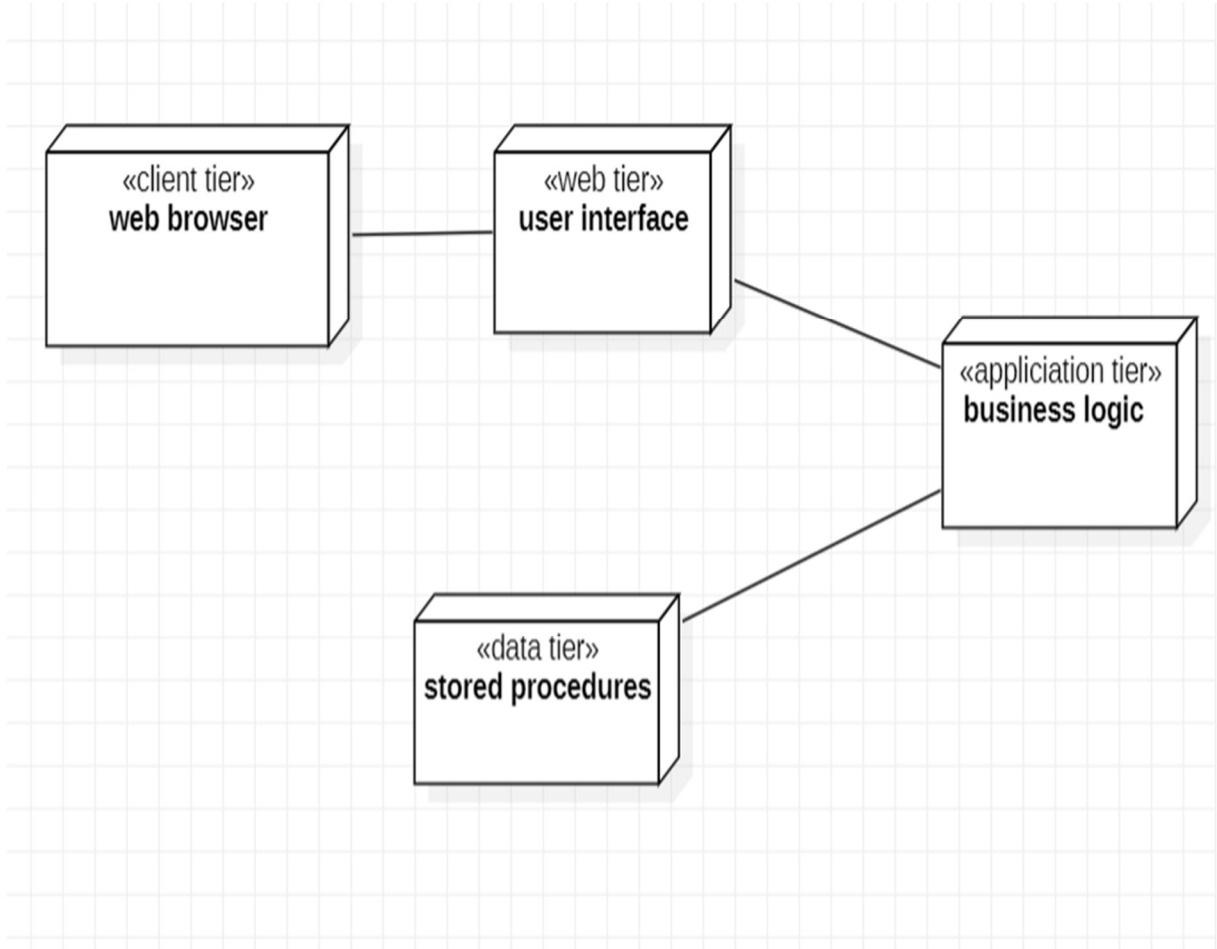 «client tier»
web browser
«web tier»
user interface
«appliciation tier»
business logic
«data tier»
stored procedures